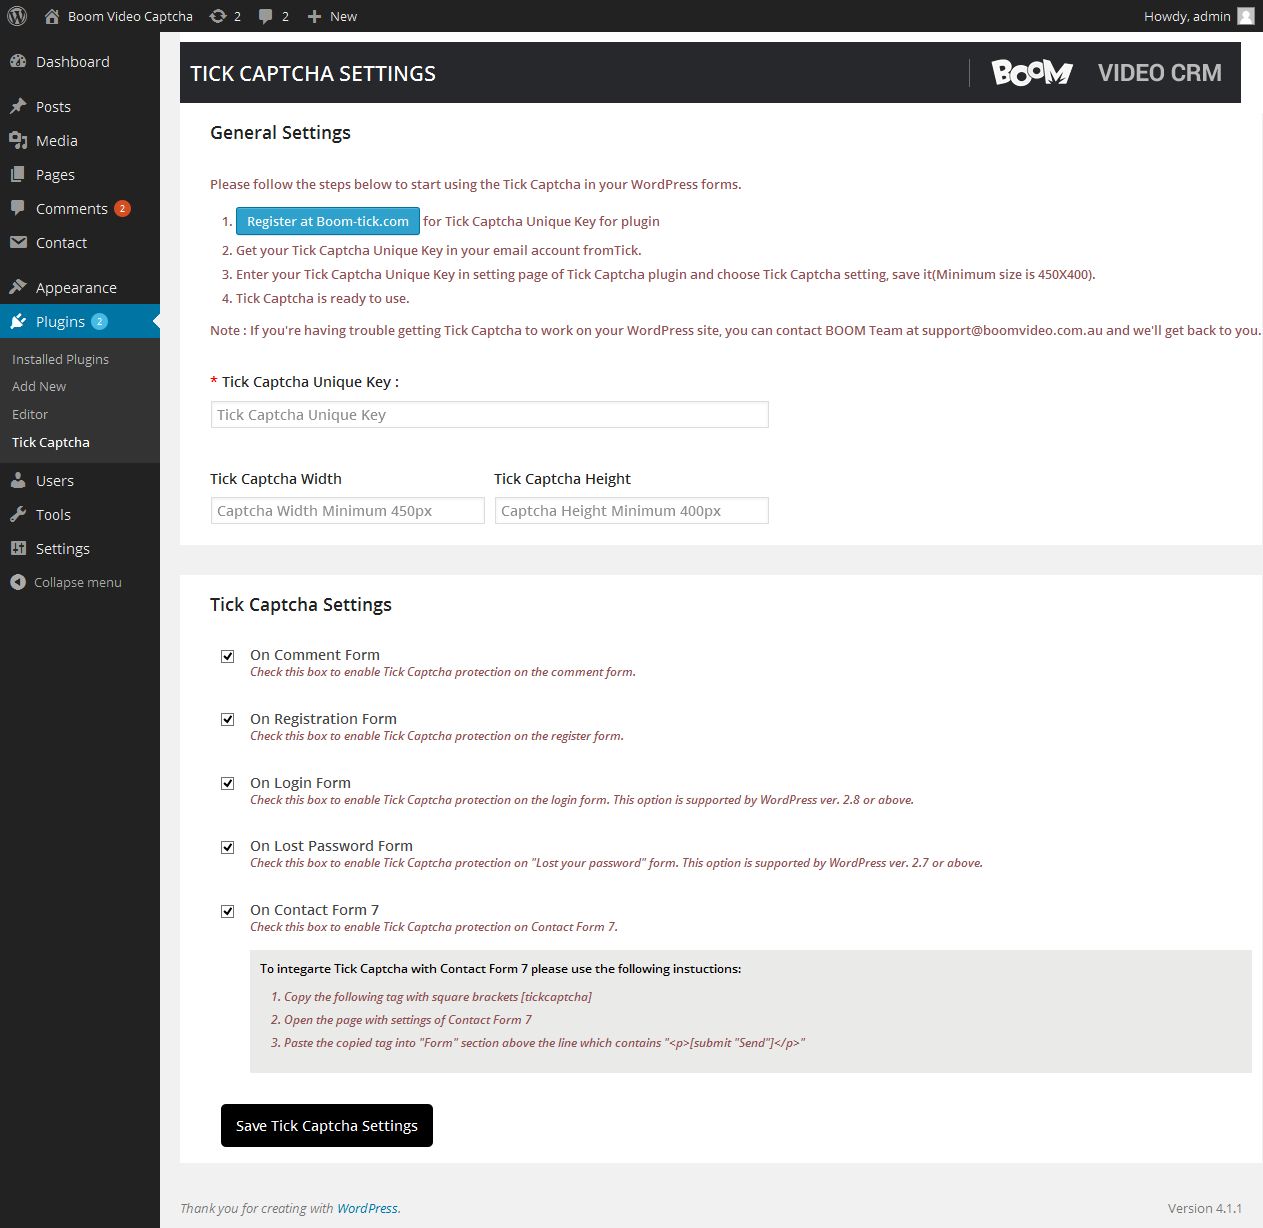 Boom Video Captcha 2 2 New Howdy, admin
Dashboard
Posts
Media
Pages
Comments 2
Contact
Appearance
Plugins 2
Installed Plugins
Add New
Editor
Tick Captcha
Users
Tools
Settings
Collapse menu
TICK CAPTCHA SETTINGS BOOM VIDEO CRM
General Settings
Please follow the steps below to start using the Tick Captcha in your WordPress forms.
1. Register at Boom-tick.com for Tick Captcha Unique Key for plugin
2. Get your Tick Captcha Unique Key in your email account fromTick.
3. Enter your Tick Captcha Unique Key in setting page of Tick Captcha plugin and choose Tick Captcha setting, save it(Minimum size is 450X400).
4. Tick Captcha is ready to use.
Note : If you're having trouble getting Tick Captcha to work on your WordPress site, you can contact BOOM Team at support@boomvideo.com.au and we'll get back to you.
* Tick Captcha Unique Key :
Tick Captcha Unique Key
Tick Captcha Width Tick Captcha Height
Captcha Width Minimum 450px Captcha Height Minimum 400px
Tick Captcha Settings
On Comment Form
Check this box to enable Tick Captcha protection on the comment form.
On Registration Form
Check this box to enable Tick Captcha protection on the register form.
On Login Form
Check this box to enable Tick Captcha protection on the login form. This option is supported by WordPress ver. 2.8 or above.
On Lost Password Form
Check this box to enable Tick Captcha protection on "Lost your password" form. This option is supported by WordPress ver. 2.7 or above.
On Contact Form 7
Check this box to enable Tick Captcha protection on Contact Form 7.
To integarte Tick Captcha with Contact Form 7 please use the following instuctions:
1. Copy the following tag with square brackets [tickcaptcha]
2. Open the page with settings of Contact Form 7
3. Paste the copied tag into "Form" section above the line which contains "<p>[submit "Send"]</p>"
Save Tick Captcha Settings
Thank you for creating with WordPress. Version 4.1.1